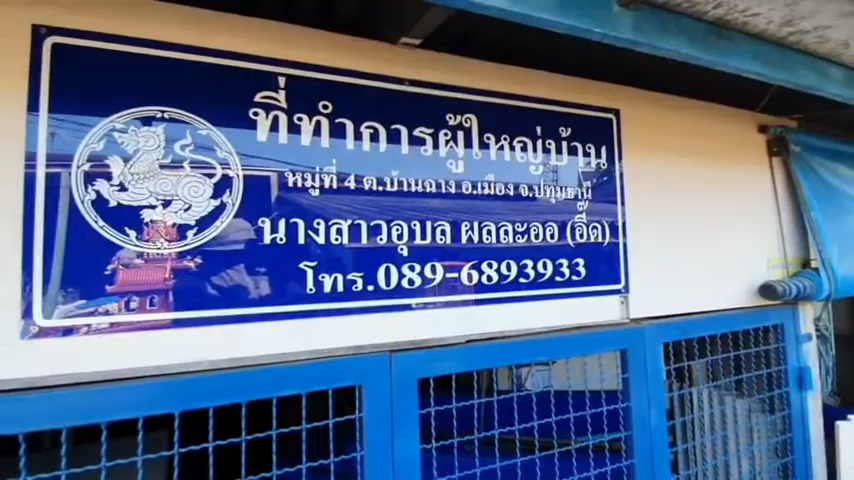 ที่ทำการผู้ใหญ่บ้าน
หมู่ที่ 4 ต.บ้านฉาง อ.เมือง จ.ปทุมธานี
นางสาวอุบล ผลละออ (อี๊ด)
โทร.089-6893933